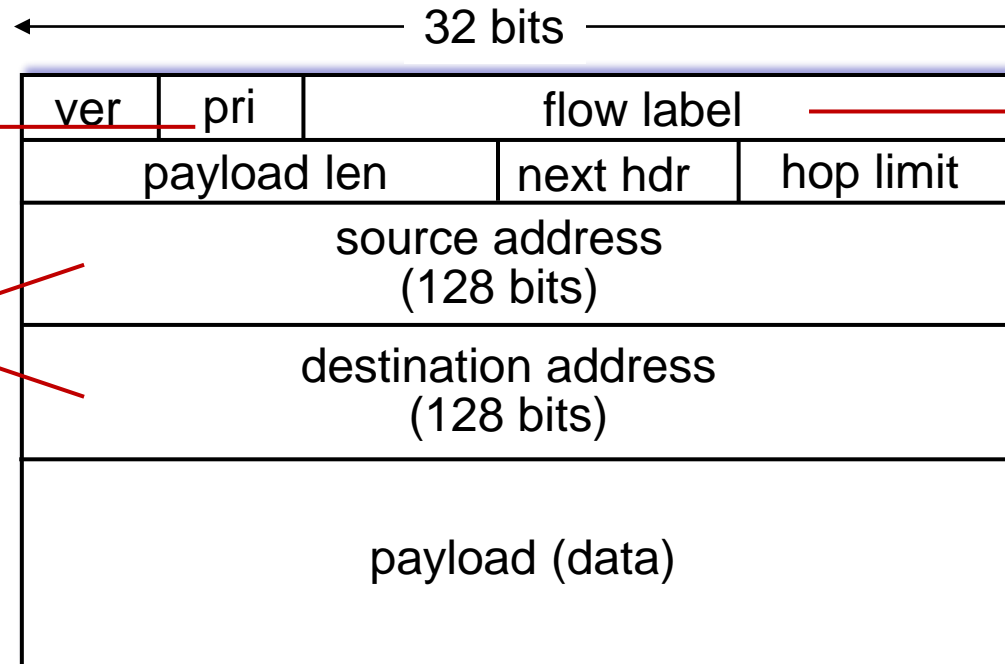 32 bits
ver pri flow label
payload len next hdr hop limit
source address
(128 bits)
destination address
(128 bits)
payload (data)